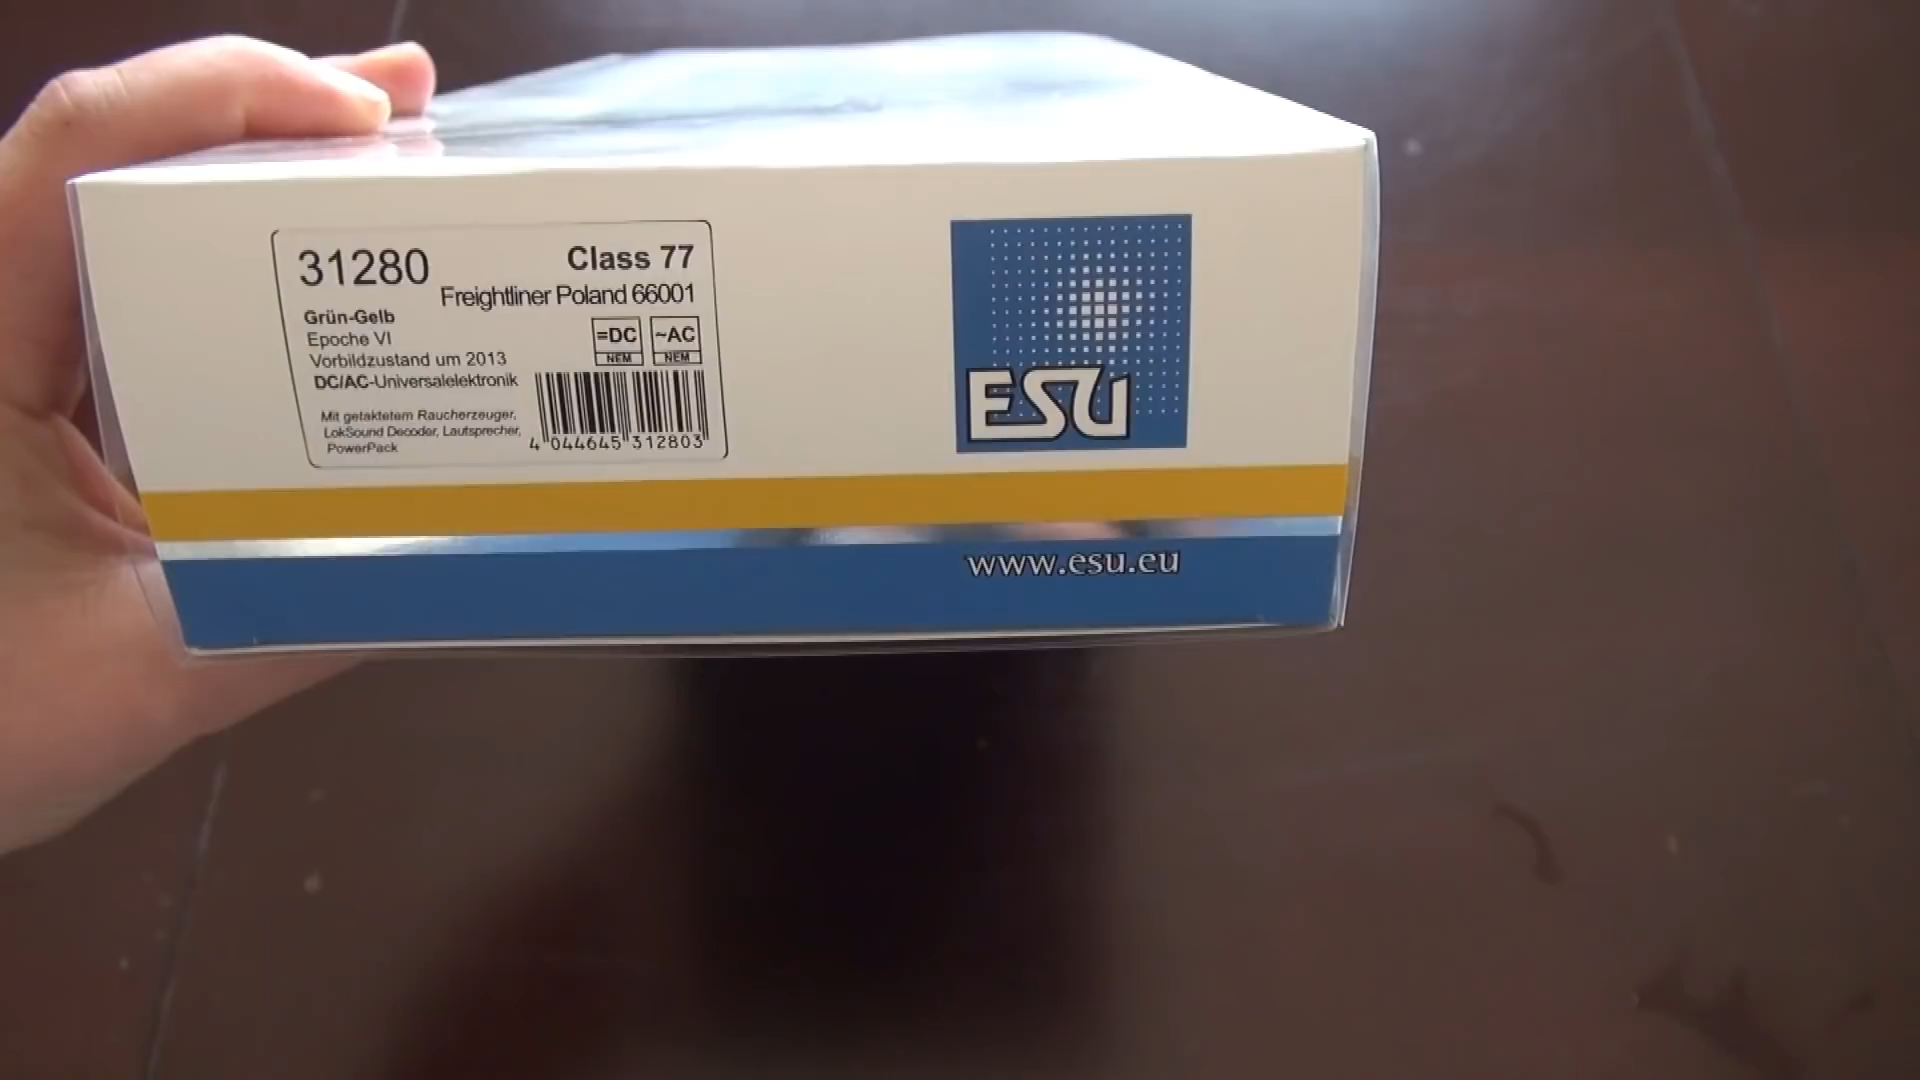 31280
Class 77
Freightliner Poland 66001
Grün-Gelb
Epoche VI
Vorbildzustand um 2013
DC/AC-Universalelektronik
=DC
NEM
~AC
NEM
Mit getaktetem Raucherzeuger,
LokSound Decoder, Lautsprecher,
PowerPack
4 044645 312803
ESU
www.esu.eu